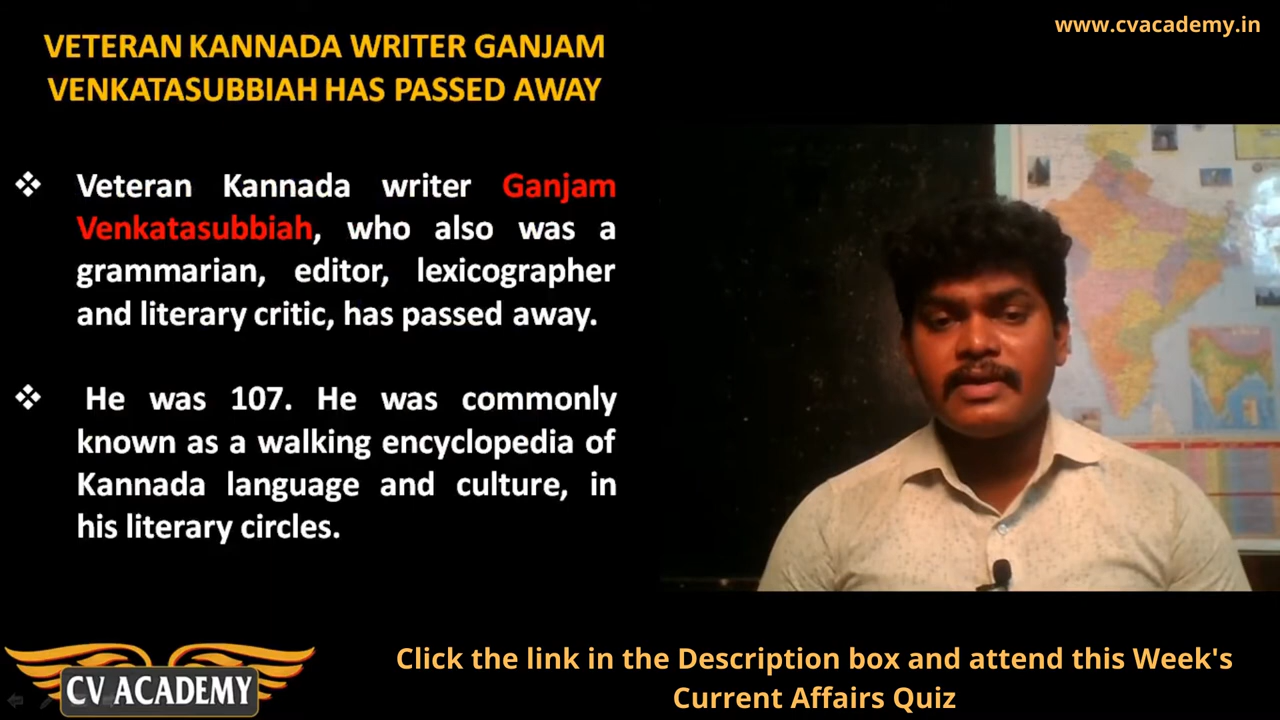 www.cvacademy.in
VETERAN KANNADA WRITER GANJAM
VENKATASUBBIAH HAS PASSED AWAY
❖ Veteran Kannada writer Ganjam
Venkatasubbiah, who also was a
grammarian, editor, lexicographer
and literary critic, has passed away.
❖ He was 107. He was commonly
known as a walking encyclopedia of
Kannada language and culture, in
his literary circles.
CV ACADEMY
Click the link in the Description box and attend this Week's
Current Affairs Quiz